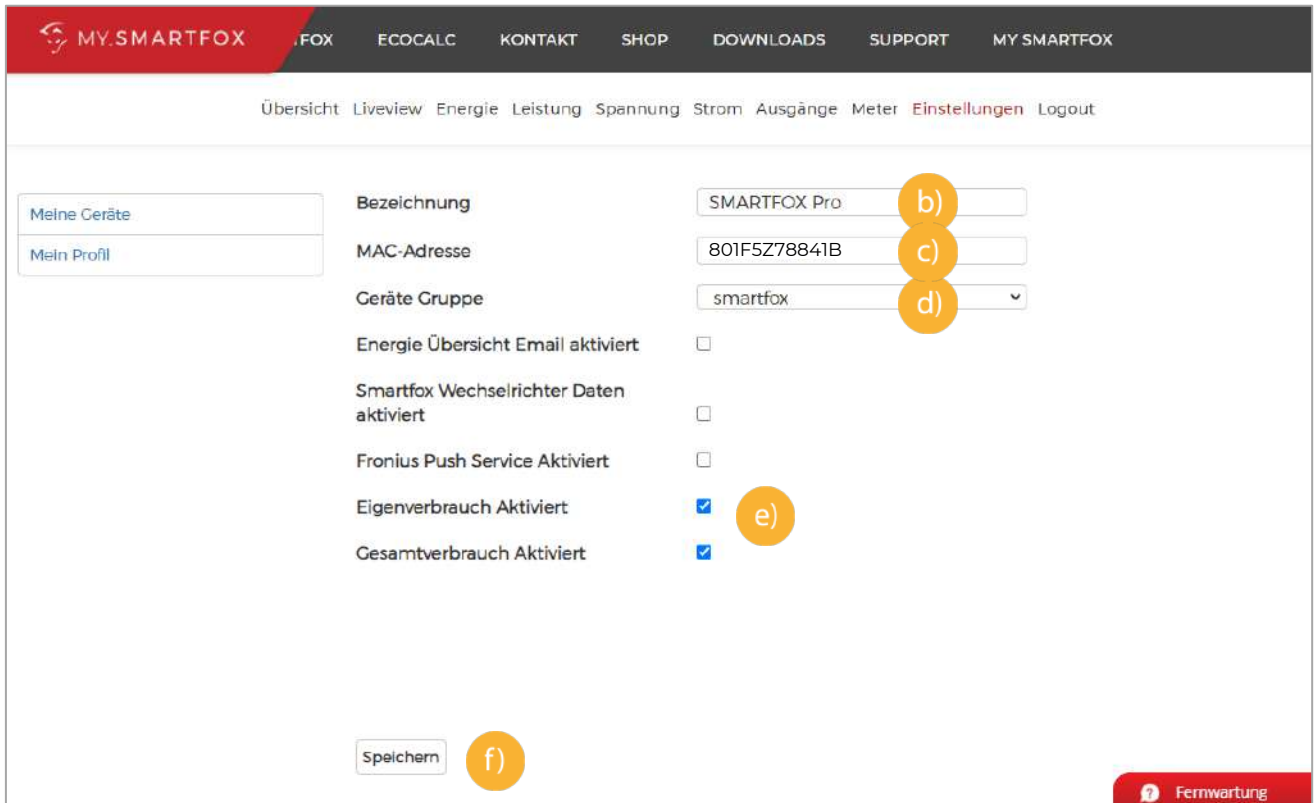 MY.SMARTFOX FOX ECOCALC KONTAKT SHOP DOWNLOADS SUPPORT MY SMARTFOX
Übersicht Liveview Energie Leistung Spannung Strom Ausgänge Meter Einstellungen Logout
Meine Geräte
Mein Profil
Bezeichnung SMARTFOX Pro b)
MAC-Adresse 801F5Z78841B c)
Geräte Gruppe smartfox d)
Energie Übersicht Email aktiviert
Smartfox Wechselrichter Daten
aktiviert
Fronius Push Service Aktiviert
Eigenverbrauch Aktiviert
e)
Gesamtverbrauch Aktiviert
Speichern f)
? Fernwartung